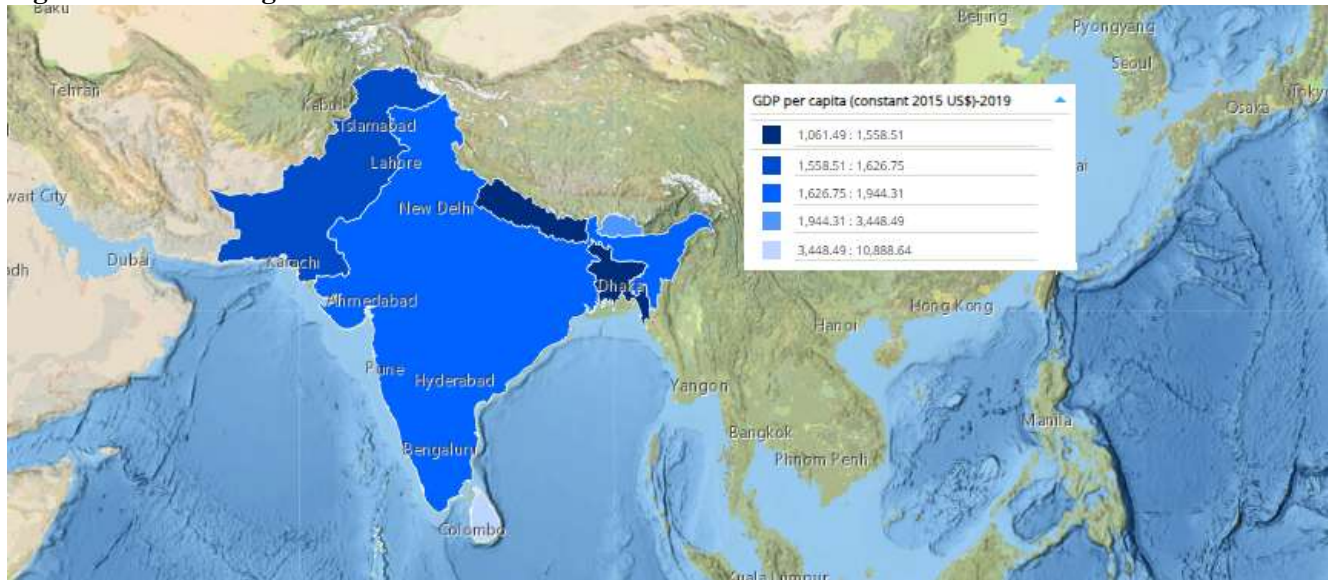 Baku
Beijing
Pyongyang
Tehran
Seoul
GDP per capita (constant 2015 US$)-2019
Kabul
Osaka
Islamabad
1,061.49 : 1,558.51
Lahore
1,558.51 : 1,626.75
wait City
New Delhi
1,626.75 : 1,944.31
1,944.31 : 3,448.49
Dubai
Karachi
3,448.49 : 10,888.64
Dhaka
Ahmedabad
Hong Kong
Hanoi
Pune
Hyderabad
Yangon
Manila
Bangkok
Bengaluru
Phnom Penh
Colombo
Kuala Lumpur